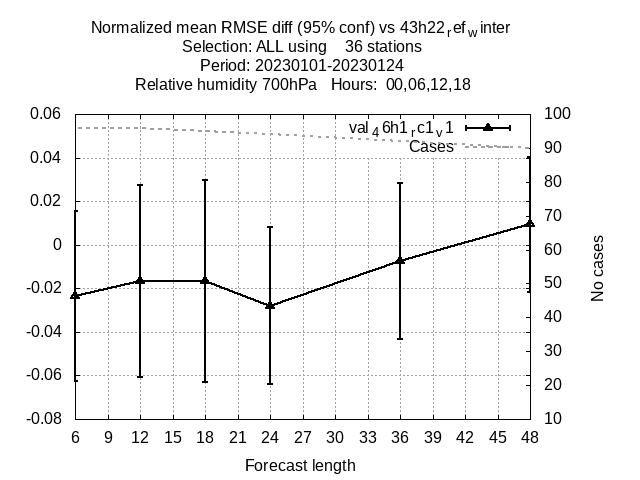 Normalized mean RMSE diff (95% conf) vs 43h22refwinter
Selection: ALL using 36 stations
Period: 20230101-20230124
Relative humidity 700hPa Hours: 00,06,12,18
val46h1rc1v1
Cases
0.06
0.04
0.02
0
-0.02
-0.04
-0.06
-0.08
100
90
80
70
60
50
40
30
20
10
No cases
6 9 12 15 18 21 24 27 30 33 36 39 42 45 48
Forecast length